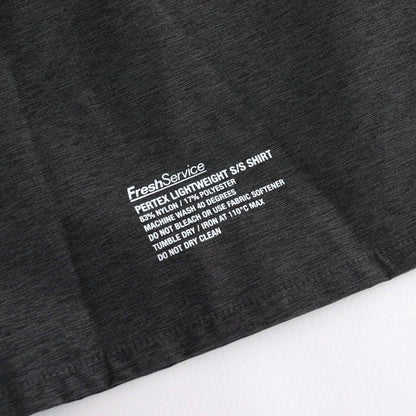 FreshService
PERTEX LIGHTWEIGHT S/S SHIRT
83% NYLON / 17% POLYESTER
MACHINE WASH 40 DEGREES
DO NOT BLEACH OR USE FABRIC SOFTENER
TUMBLE DRY / IRON AT 110°C MAX
DO NOT DRY CLEAN